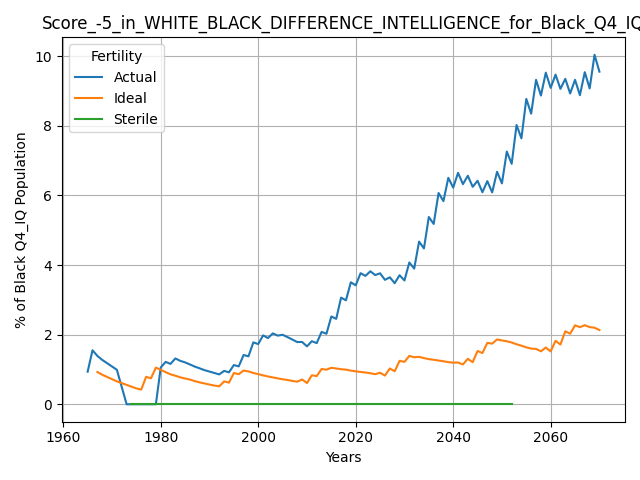 Score_-5_in_WHITE_BLACK_DIFFERENCE_INTELLIGENCE_for_Black_Q4_IQ
Fertility
Actual
Ideal
Sterile
% of Black Q4_IQ Population
10
8
6
4
2
0
1960 1980 2000 2020 2040 2060
Years